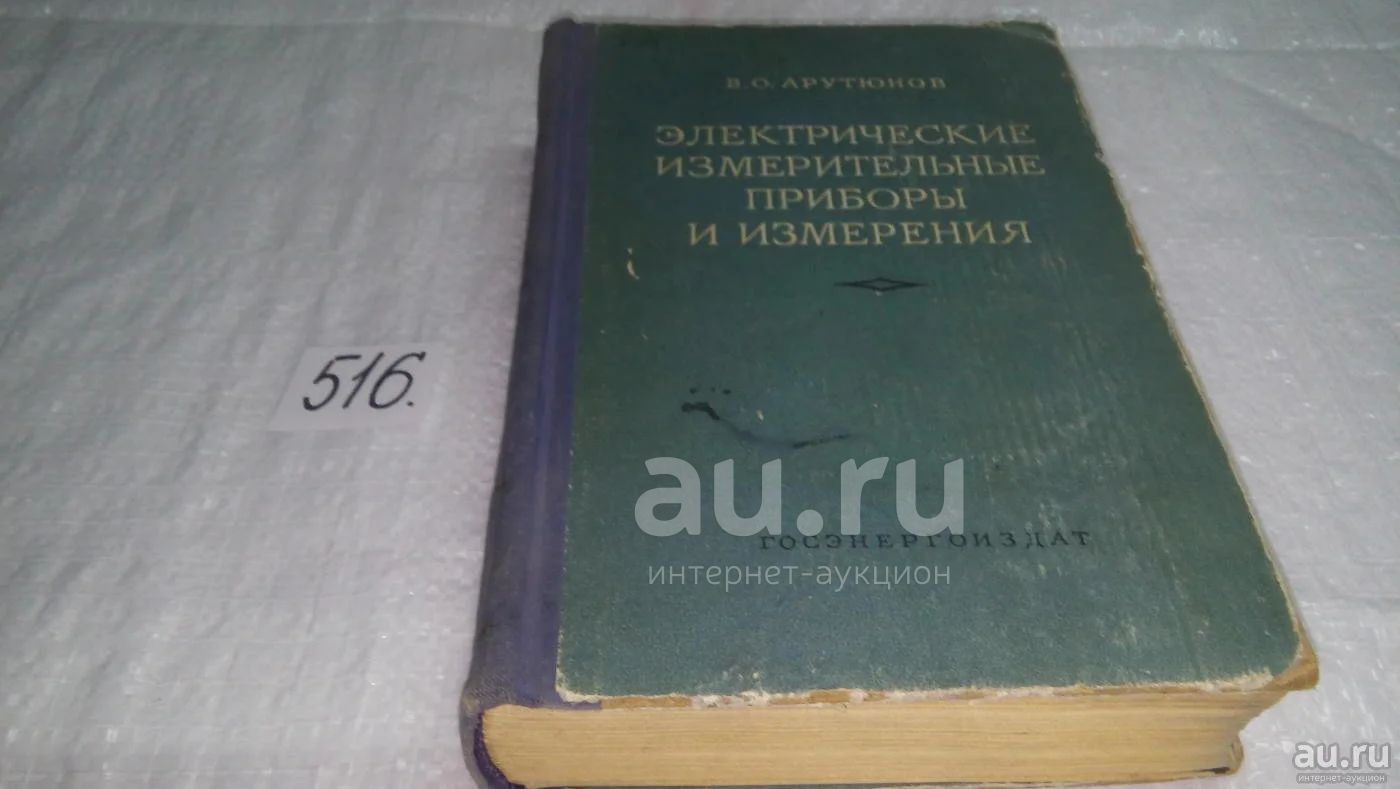 В. О. АРУТЮНОВ
ЭЛЕКТРИЧЕСКИЕ
ИЗМЕРИТЕЛЬНЫЕ
ПРИБОРЫ
И ИЗМЕРЕНИЯ
516.
au.ru
ГОСЭНЕРГОИЗДАТ
интернет-аукцион
au.ru
интернет-аукцион